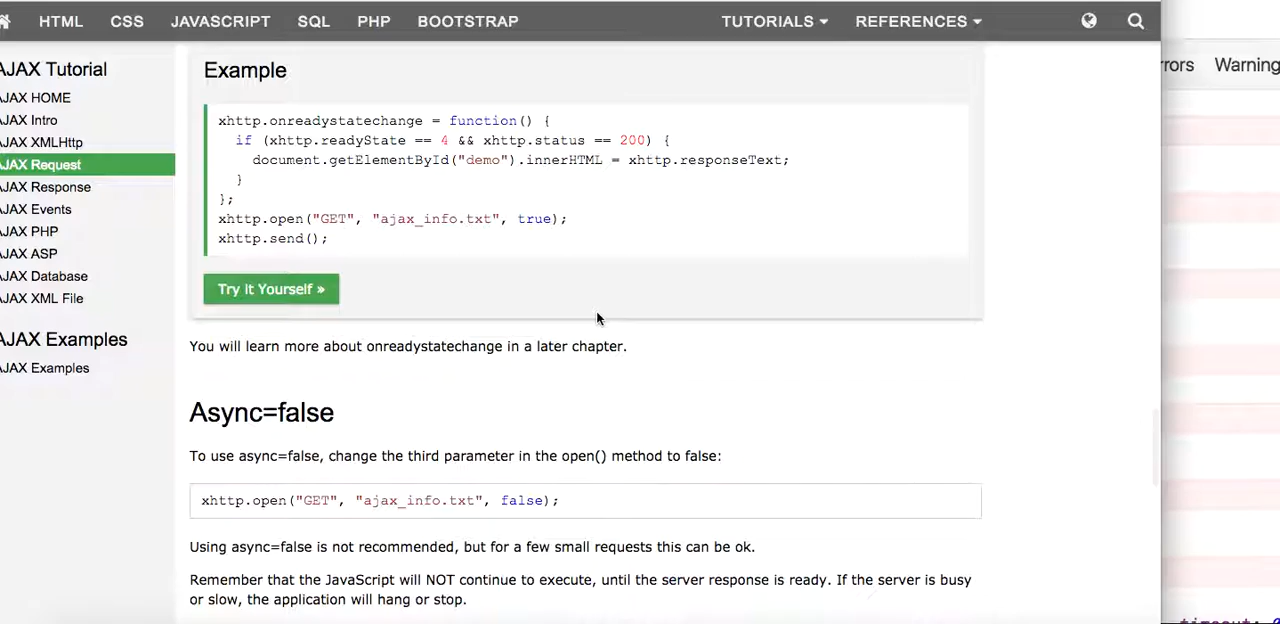 HTML CSS JAVASCRIPT SQL PHP BOOTSTRAP TUTORIALS REFERENCES
AJAX Tutorial
AJAX HOME
AJAX Intro
AJAX XMLHttp
AJAX Request
AJAX Response
AJAX Events
AJAX PHP
AJAX ASP
AJAX Database
AJAX XML File
AJAX Examples
AJAX Examples
Example
xhttp.onreadystatechange = function() {
if (xhttp.readyState == 4 && xhttp.status == 200) {
document.getElementById("demo").innerHTML = xhttp.responseText;
}
};
xhttp.open("GET", "ajax_info.txt", true);
xhttp.send();
Try it Yourself »
You will learn more about onreadystatechange in a later chapter.
Async=false
To use async=false, change the third parameter in the open() method to false:
xhttp.open("GET", "ajax_info.txt", false);
Using async=false is not recommended, but for a few small requests this can be ok.
Remember that the JavaScript will NOT continue to execute, until the server response is ready. If the server is busy
or slow, the application will hang or stop.
rrors Warning